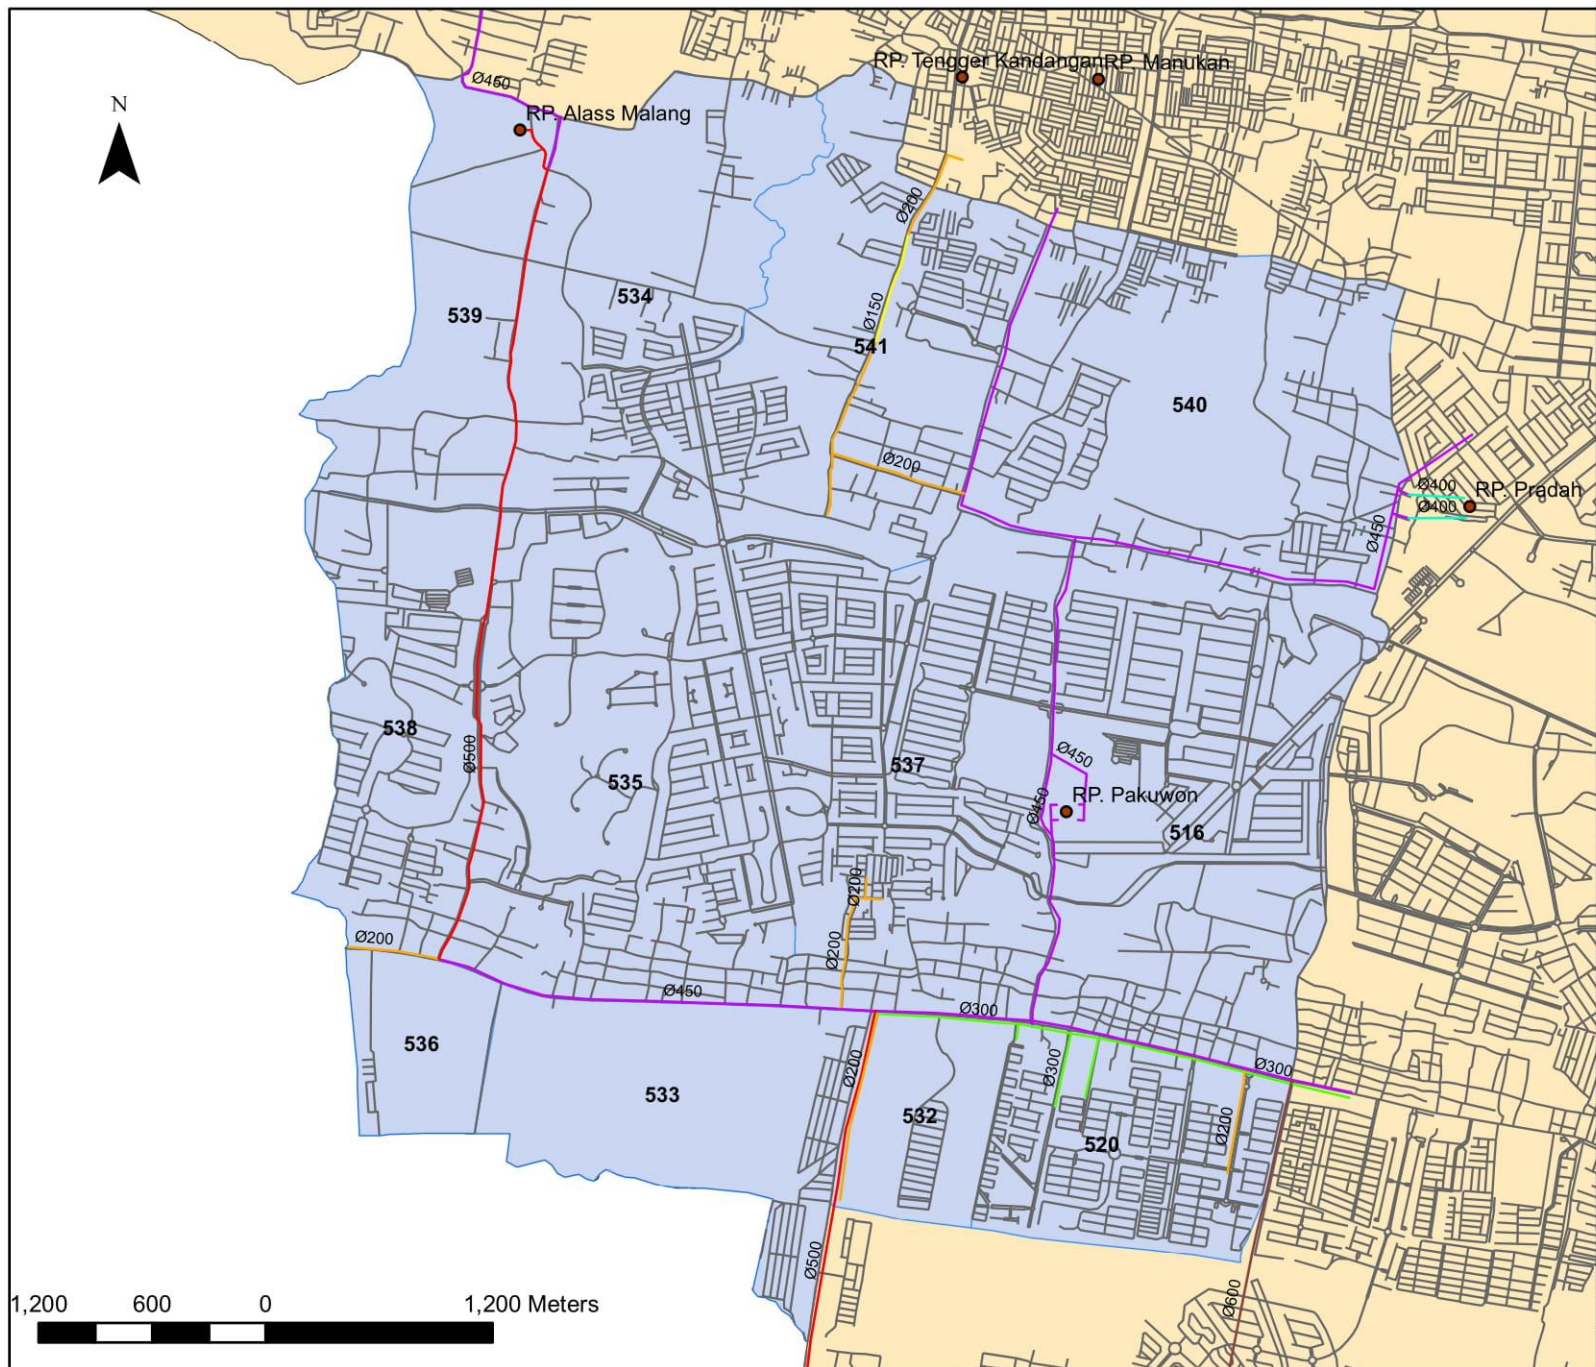 RP. Tengger Kandangan
RP. Manukan
Ø450
N
RP. Alass Malang
Ø200
534
539
Ø150
541
540
Ø200
Ø400
RP. Pradah
Ø400
Ø450
538
Ø500
537
Ø450
535
RP. Pakuwon
Ø450
516
Ø200
Ø200
Ø200
Ø450
Ø300
536
Ø200
Ø300
Ø300
533
532
Ø200
520
Ø500
Ø600
1,200 600 0 1,200 Meters